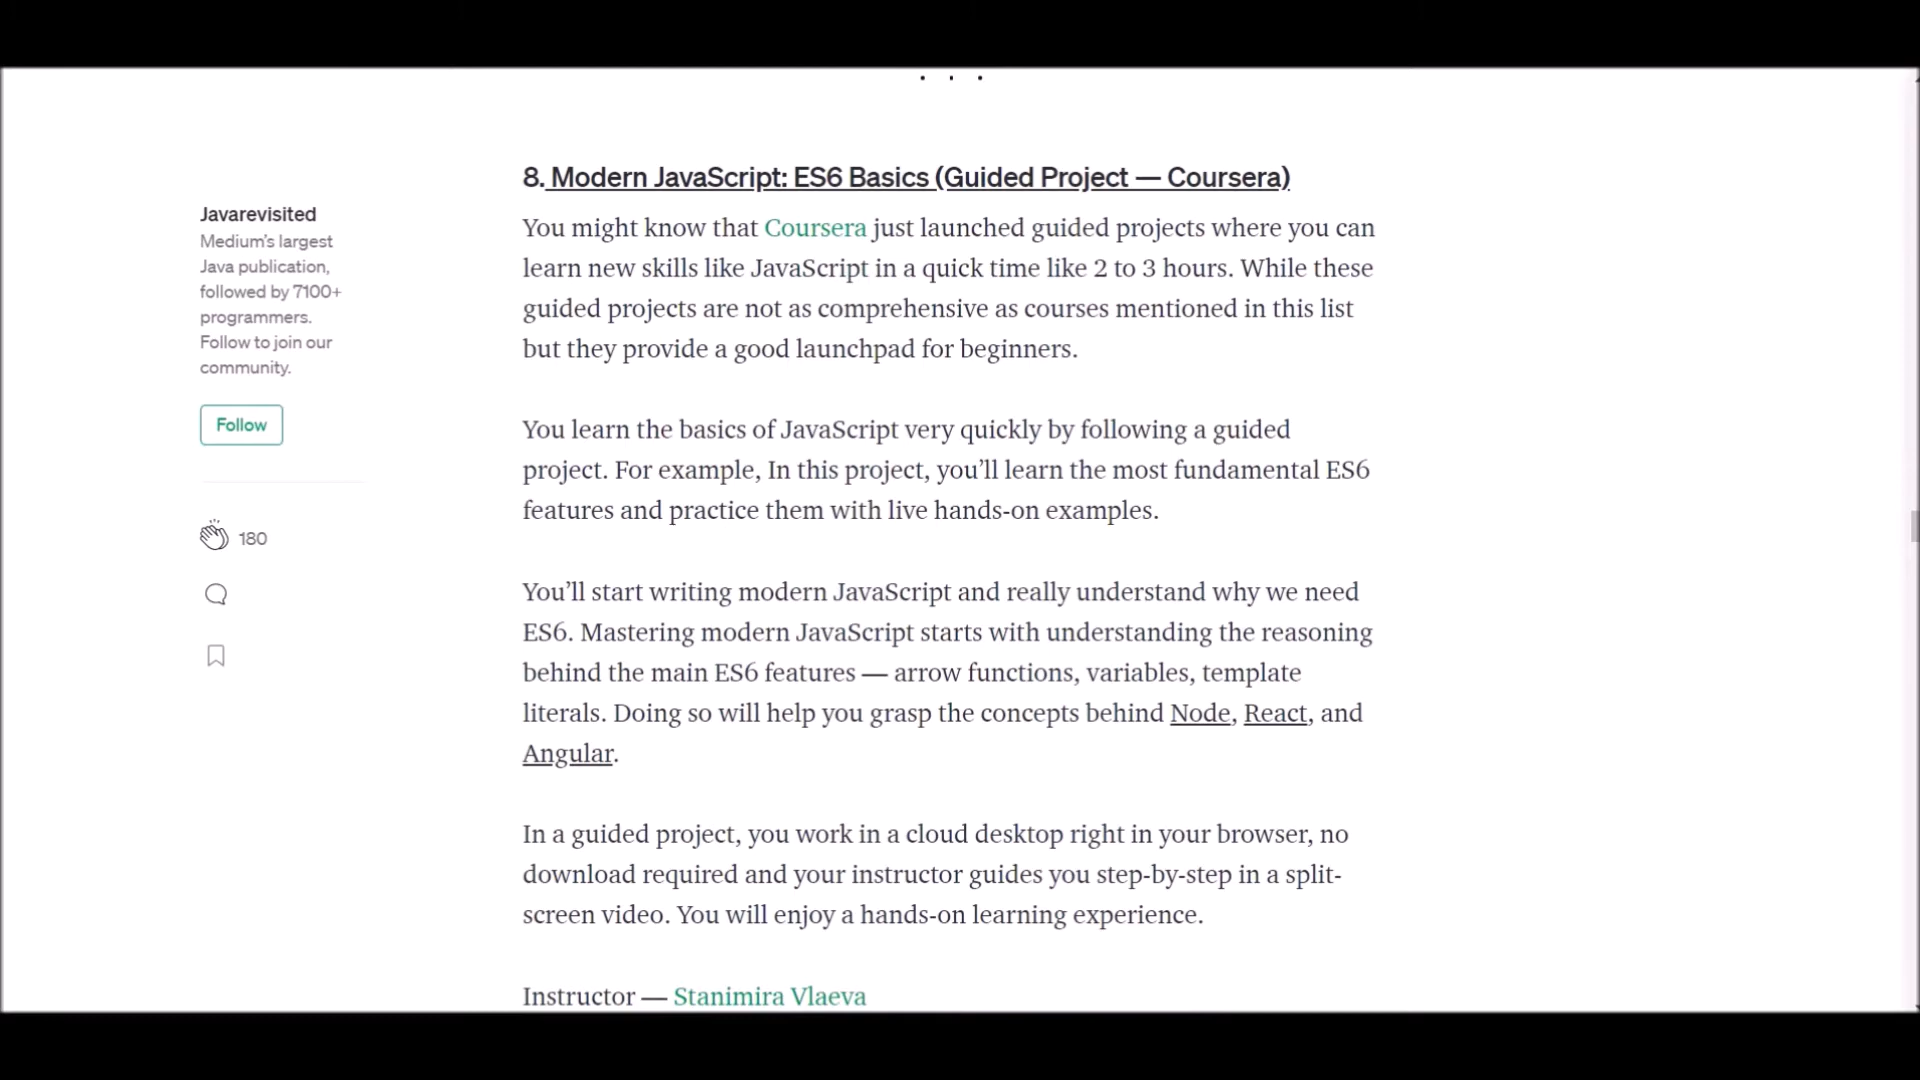 . . .
8. Modern JavaScript: ES6 Basics (Guided Project — Coursera)
You might know that Coursera just launched guided projects where you can
learn new skills like JavaScript in a quick time like 2 to 3 hours. While these
guided projects are not as comprehensive as courses mentioned in this list
but they provide a good launchpad for beginners.
You learn the basics of JavaScript very quickly by following a guided
project. For example, In this project, you’ll learn the most fundamental ES6
features and practice them with live hands-on examples.
You’ll start writing modern JavaScript and really understand why we need
ES6. Mastering modern JavaScript starts with understanding the reasoning
behind the main ES6 features — arrow functions, variables, template
literals. Doing so will help you grasp the concepts behind Node, React, and
Angular.
In a guided project, you work in a cloud desktop right in your browser, no
download required and your instructor guides you step-by-step in a split-
screen video. You will enjoy a hands-on learning experience.
Instructor — Stanimira Vlaeva
Javarevisited
Medium’s largest
Java publication,
followed by 7100+
programmers.
Follow to join our
community.
Follow
180